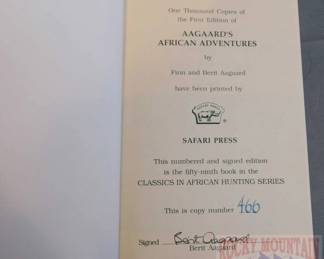 One Thousand Copies of
the First Edition of
AAGAARD'S
AFRICAN ADVENTURES
by
Finn and Berit Aagaard
have been printed by
SAFARI PRESS
®
SAFARI PRESS
This numbered and signed edition
is the fifty-ninth book in the
CLASSICS IN AFRICAN HUNTING SERIES
This is copy number 466
Signed Berit Aagaard
Berit Aagaard
ROCKY MOUNTAIN